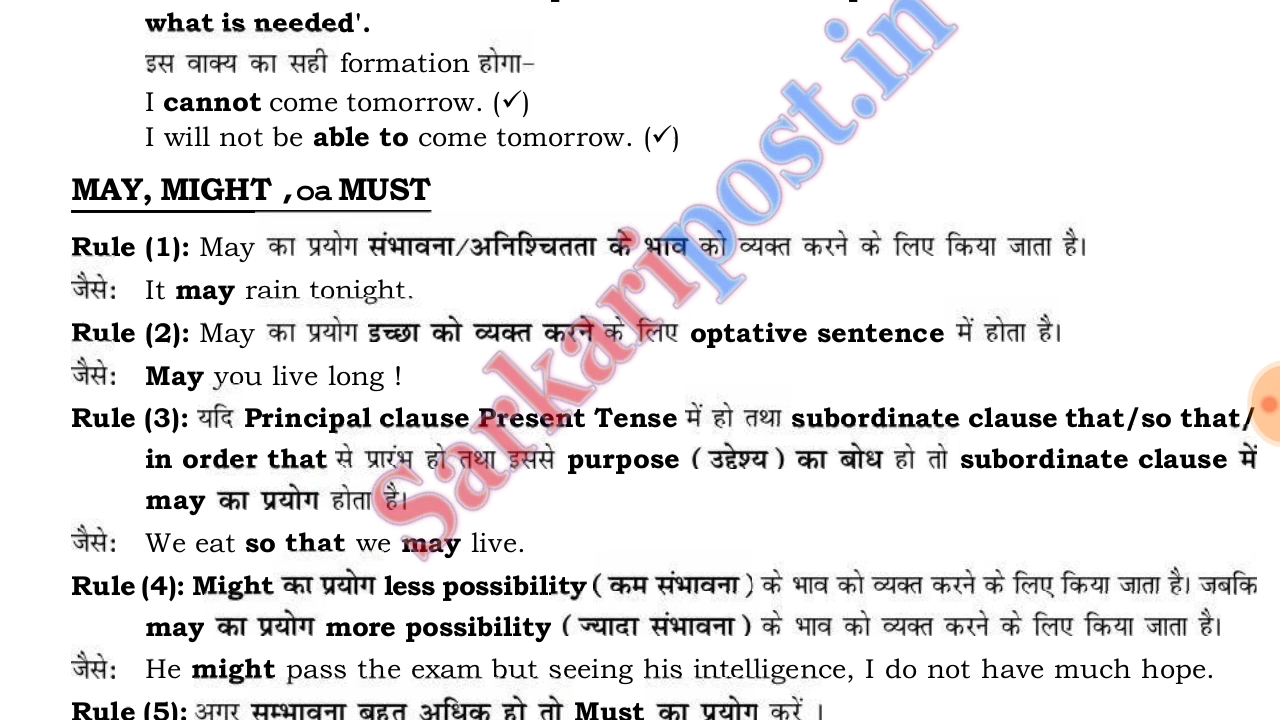 what is needed'.
इस वाक्य का सही formation होगा-
I cannot come tomorrow. (✓)
I will not be able to come tomorrow. (✓)
MAY, MIGHT ,oa MUST
Rule (1): May का प्रयोग संभावना/अनिश्चितता के भाव को व्यक्त करने के लिए किया जाता है।
जैसे: It may rain tonight.
Rule (2): May का प्रयोग इच्छा को व्यक्त करने के लिए optative sentence में होता है।
जैसे: May you live long !
Rule (3): यदि Principal clause Present Tense में हो तथा subordinate clause that/so that/
in order that से प्रारंभ हो तथा इससे purpose (उद्देश्य) का बोध हो तो subordinate clause में
may का प्रयोग होता है।
जैसे: We eat so that we may live.
Rule (4): Might का प्रयोग less possibility (कम संभावना) के भाव को व्यक्त करने के लिए किया जाता है। जबकि
may का प्रयोग more possibility (ज्यादा संभावना) के भाव को व्यक्त करने के लिए किया जाता है।
जैसे: He might pass the exam but seeing his intelligence, I do not have much hope.
Rule (5): अगर सम्भावना बहुत अधिक हो तो Must का प्रयोग करें ।
Sarkaripost.in